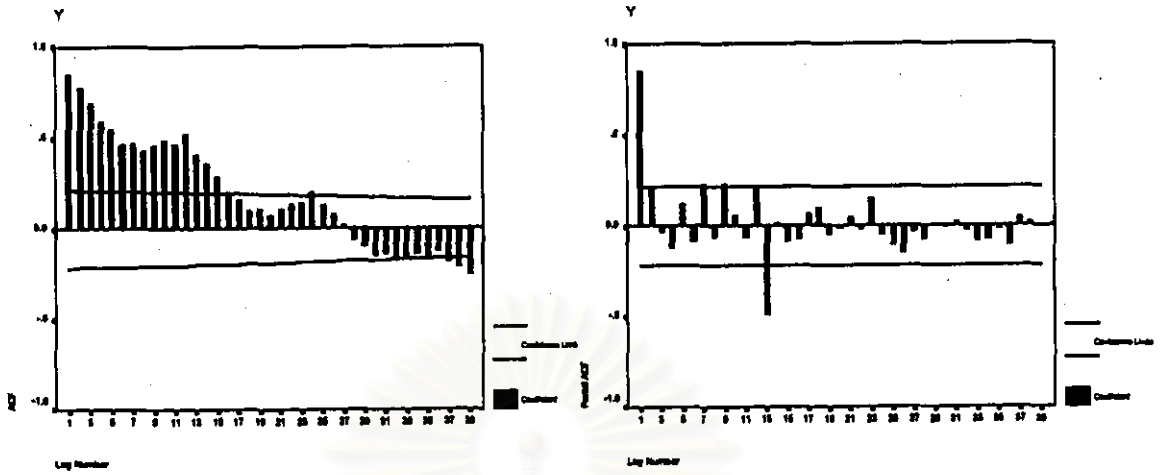 Y
1.0
.5
0.0
-.5
-1.0
ACF
1 3 5 7 9 11 13 15 17 19 21 23 25 27 29 31 33 35 37 39
Lag Number
Confidence Limits
Coefficient
Y
1.0
.5
0.0
-.5
-1.0
Partial ACF
1 3 5 7 9 11 13 15 17 19 21 23 25 27 29 31 33 35 37 39
Lag Number
Confidence Limits
Coefficient